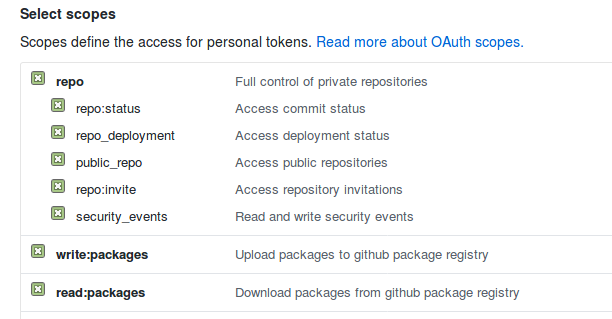 Select scopes
Scopes define the access for personal tokens. Read more about OAuth scopes.
repo Full control of private repositories
repo:status Access commit status
repo_deployment Access deployment status
public_repo Access public repositories
repo:invite Access repository invitations
security_events Read and write security events
write:packages Upload packages to github package registry
read:packages Download packages from github package registry